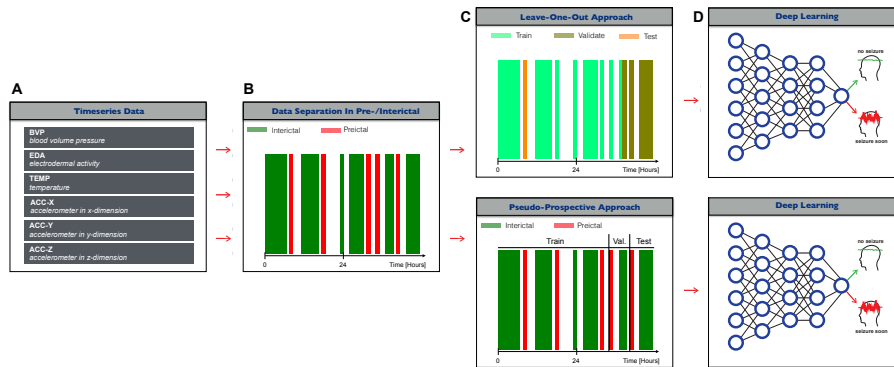 A
Timeseries Data
BVP
blood volume pressure
EDA
electrodermal activity
TEMP
temperature
ACC-X
accelerometer in x-dimension
ACC-Y
accelerometer in y-dimension
ACC-Z
accelerometer in z-dimension
B
Data Separation In Pre-/Interictal
Interictal Preictal
0 24 Time [Hours]
C
Leave-One-Out Approach
Train Validate Test
0 24 Time [Hours]
Pseudo-Prospective Approach
Interictal Preictal
Train Val. Test
0 24 Time [Hours]
D
Deep Learning
no seizure
seizure soon
Deep Learning
no seizure
seizure soon